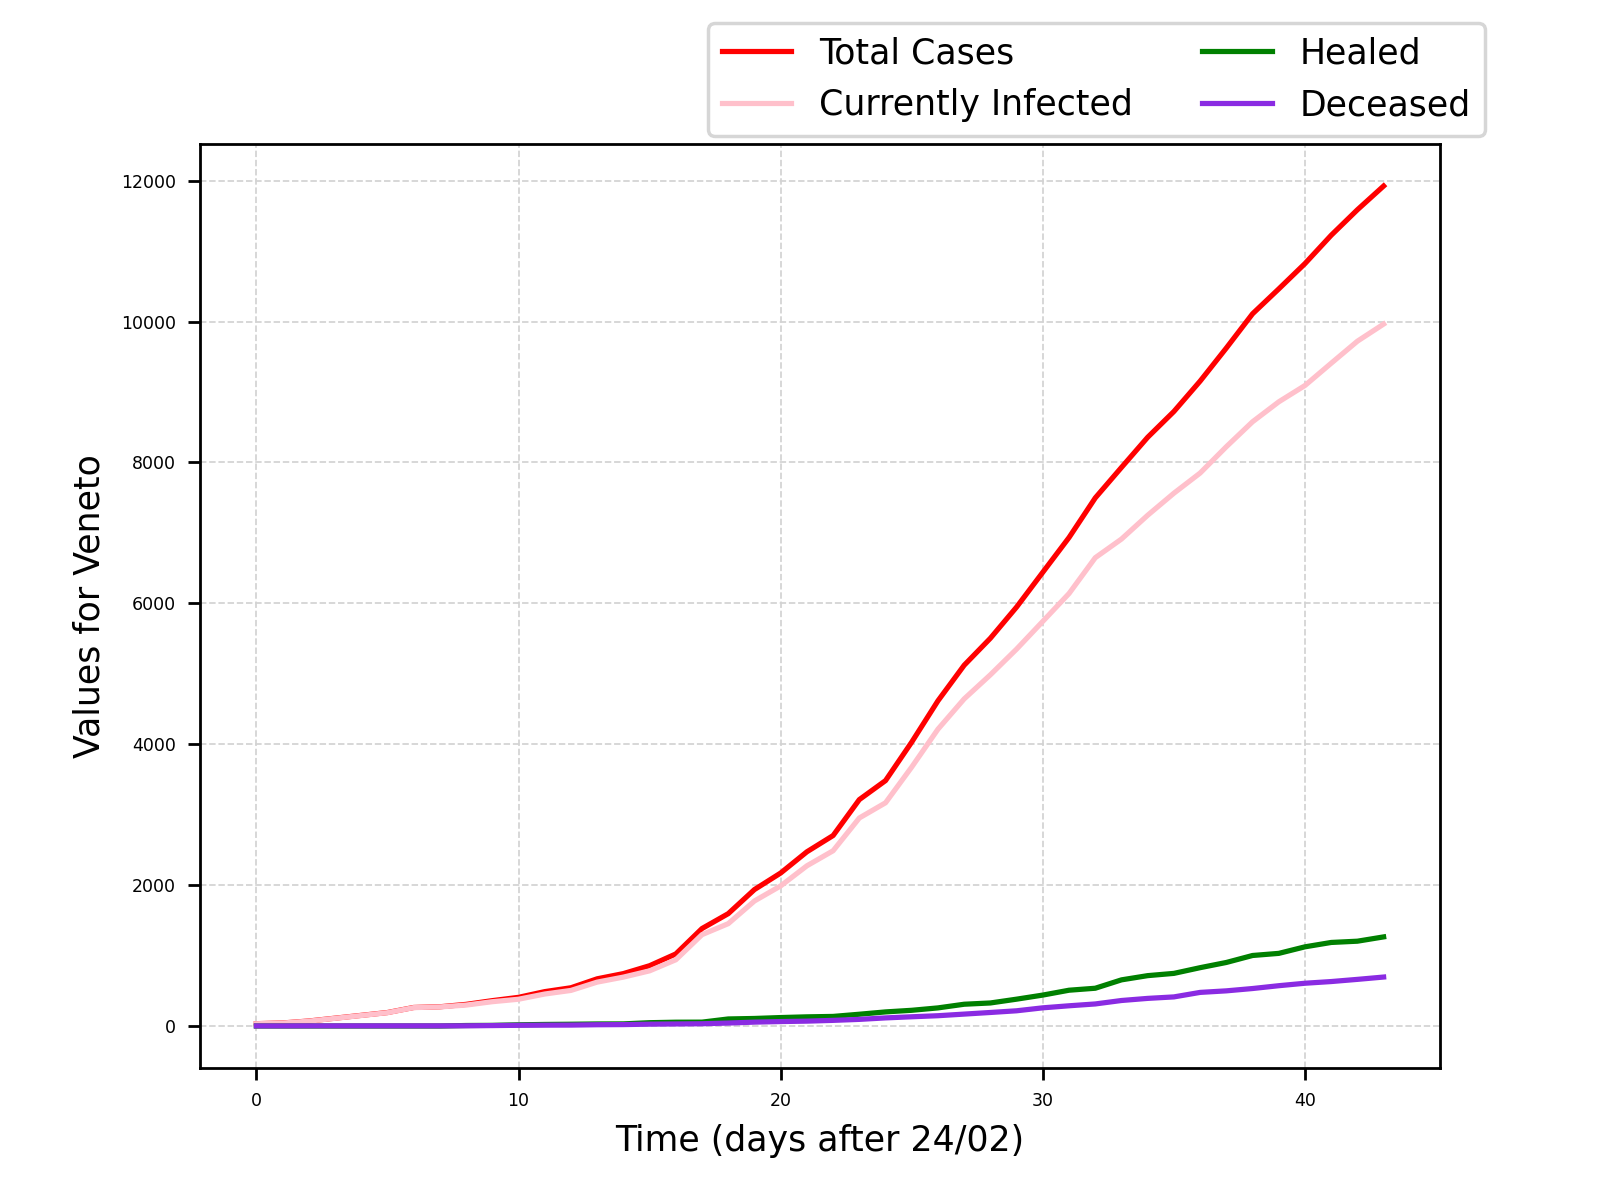 Total Cases
Currently Infected
Healed
Deceased
12000
10000
8000
6000
4000
2000
0
Values for Veneto
0 10 20 30 40
Time (days after 24/02)